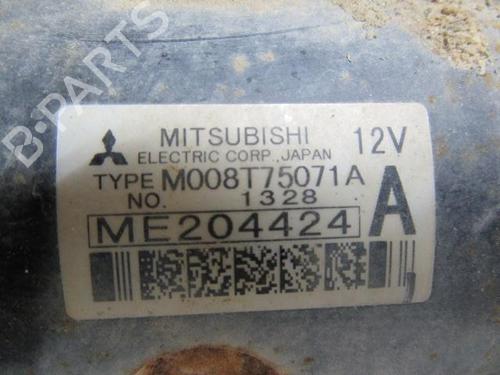 B-PARTS
MITSUBISHI 12V
ELECTRIC CORP., JAPAN
TYPE M008T75071A
NO. 1328
ME204424 A